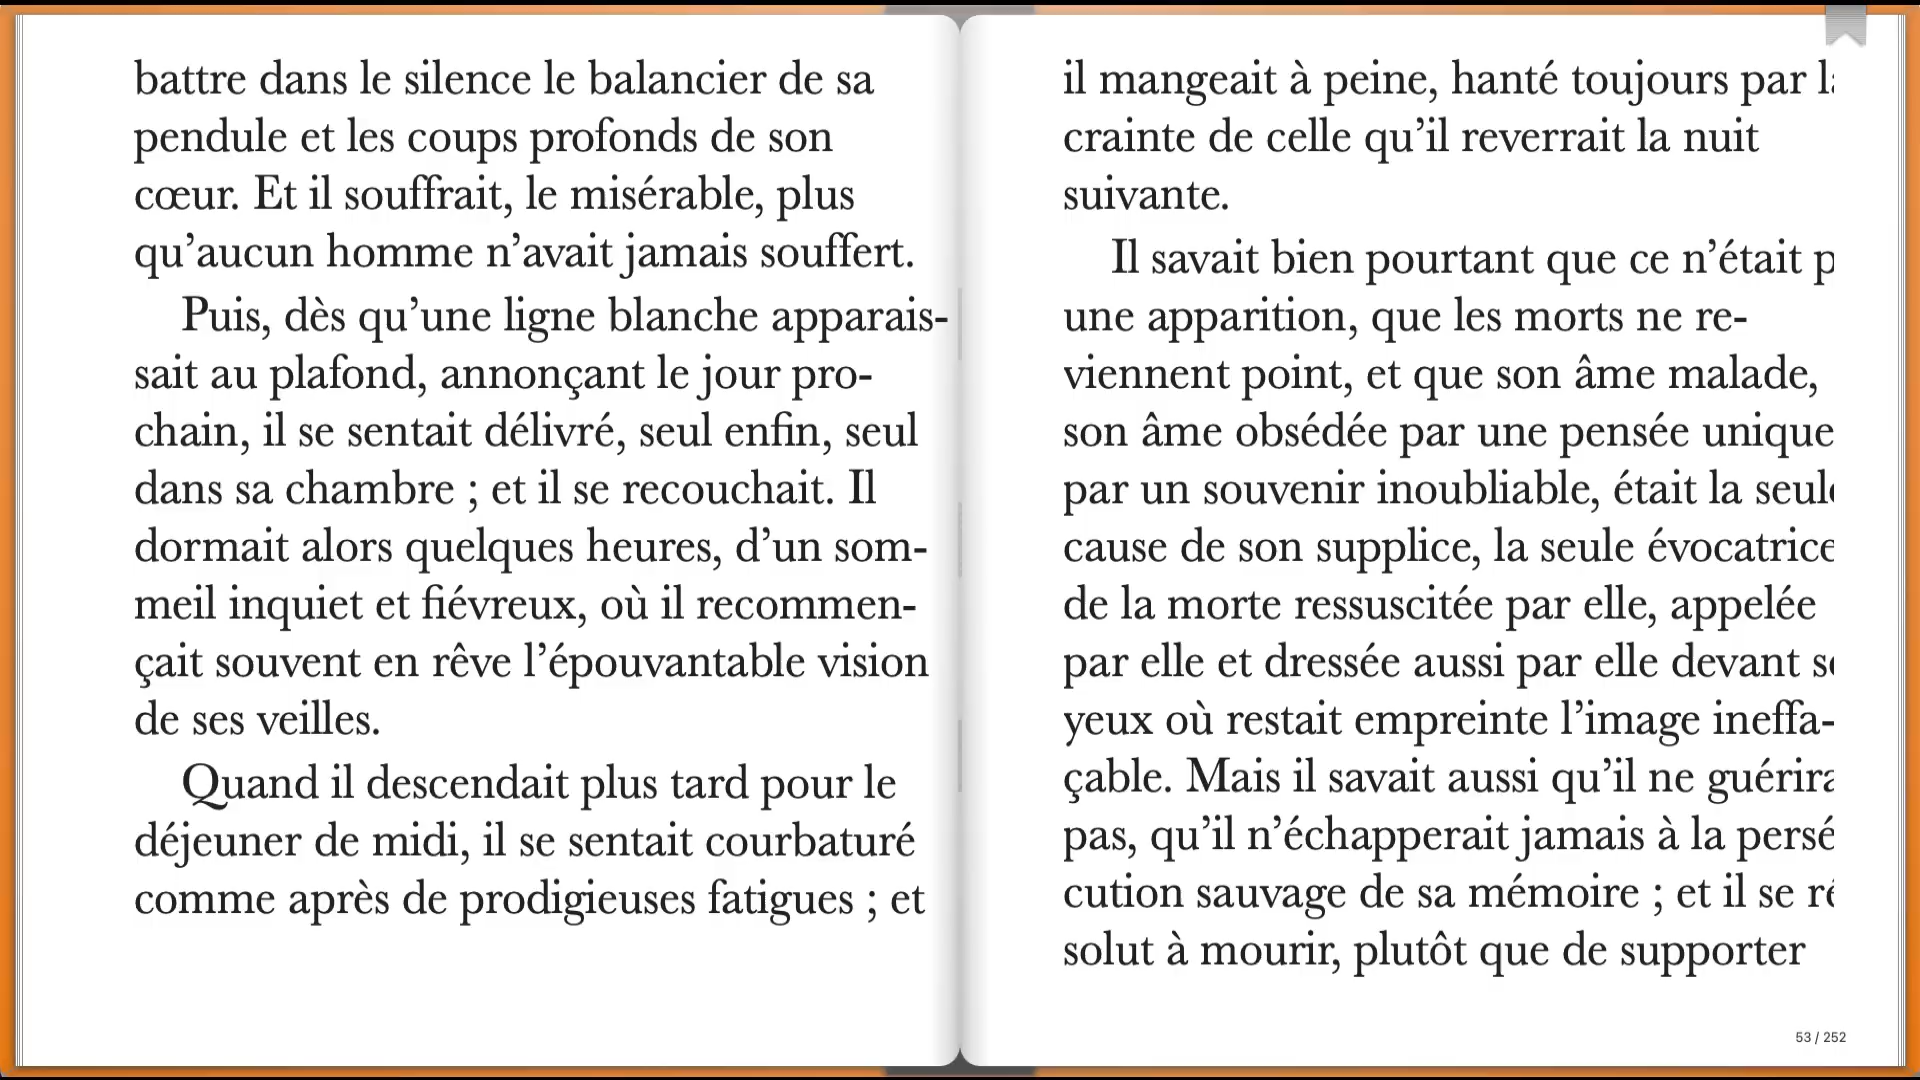 battre dans le silence le balancier de sa
pendule et les coups profonds de son
cœur. Et il souffrait, le misérable, plus
qu’aucun homme n’avait jamais souffert.
Puis, dès qu’une ligne blanche apparais-
sait au plafond, annonçant le jour pro-
chain, il se sentait délivré, seul enfin, seul
dans sa chambre ; et il se recouchait. Il
dormait alors quelques heures, d’un som-
meil inquiet et fiévreux, où il recommen-
çait souvent en rêve l’épouvantable vision
de ses veilles.
Quand il descendait plus tard pour le
déjeuner de midi, il se sentait courbaturé
comme après de prodigieuses fatigues ; et
il mangeait à peine, hanté toujours par
crainte de celle qu’il reverrait la nuit
suivante.
Il savait bien pourtant que ce n’était
une apparition, que les morts ne re-
viennent point, et que son âme malade,
son âme obsédée par une pensée unique
par un souvenir inoubliable, était la
cause de son supplice, la seule évocatrice
de la morte ressuscitée par elle, appelée
par elle et dressée aussi par elle devant
yeux où restait empreinte l’image ineffa-
çable. Mais il savait aussi qu’il ne
pas, qu’il n’échapperait jamais à la persé
cution sauvage de sa mémoire ; et il se
solut à mourir, plutôt que de supporter
53 / 252